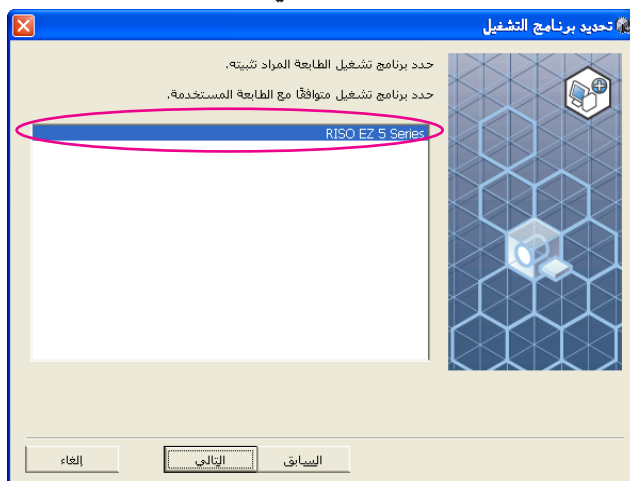 تحديد برنامج التشغيل
حدد برنامج تشغيل الطابعة المراد تثبيته.
حدد برنامج تشغيل متوافقًا مع الطابعة المستخدمة.
RISO EZ 5 Series
السابق
التالي
إلغاء